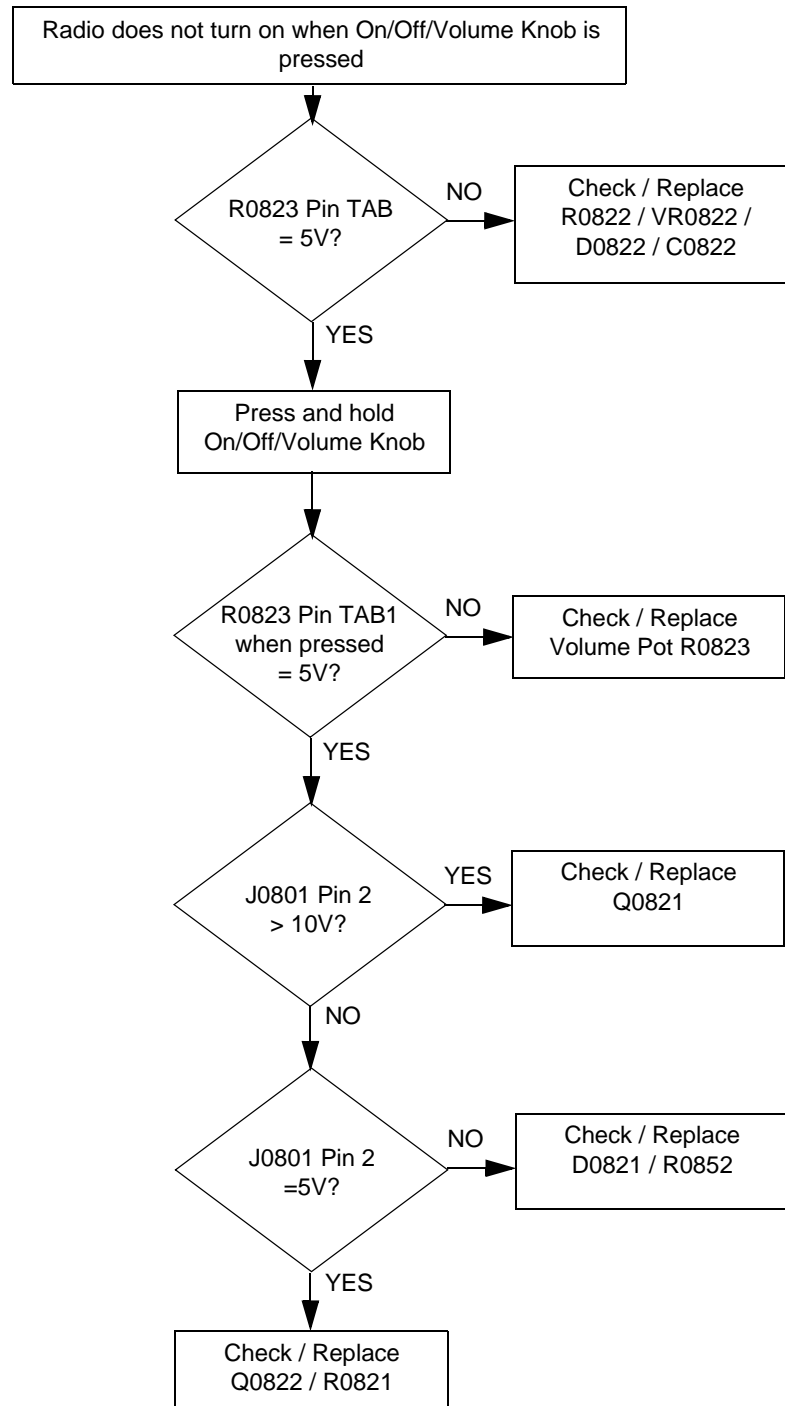 Radio does not turn on when On/Off/Volume Knob is
pressed
R0823 Pin TAB
= 5V?
NO
Check / Replace
R0822 / VR0822 /
D0822 / C0822
YES
Press and hold
On/Off/Volume Knob
R0823 Pin TAB1
when pressed
= 5V?
NO
Check / Replace
Volume Pot R0823
YES
J0801 Pin 2
> 10V?
YES
Check / Replace
Q0821
NO
J0801 Pin 2
=5V?
NO
Check / Replace
D0821 / R0852
YES
Check / Replace
Q0822 / R0821